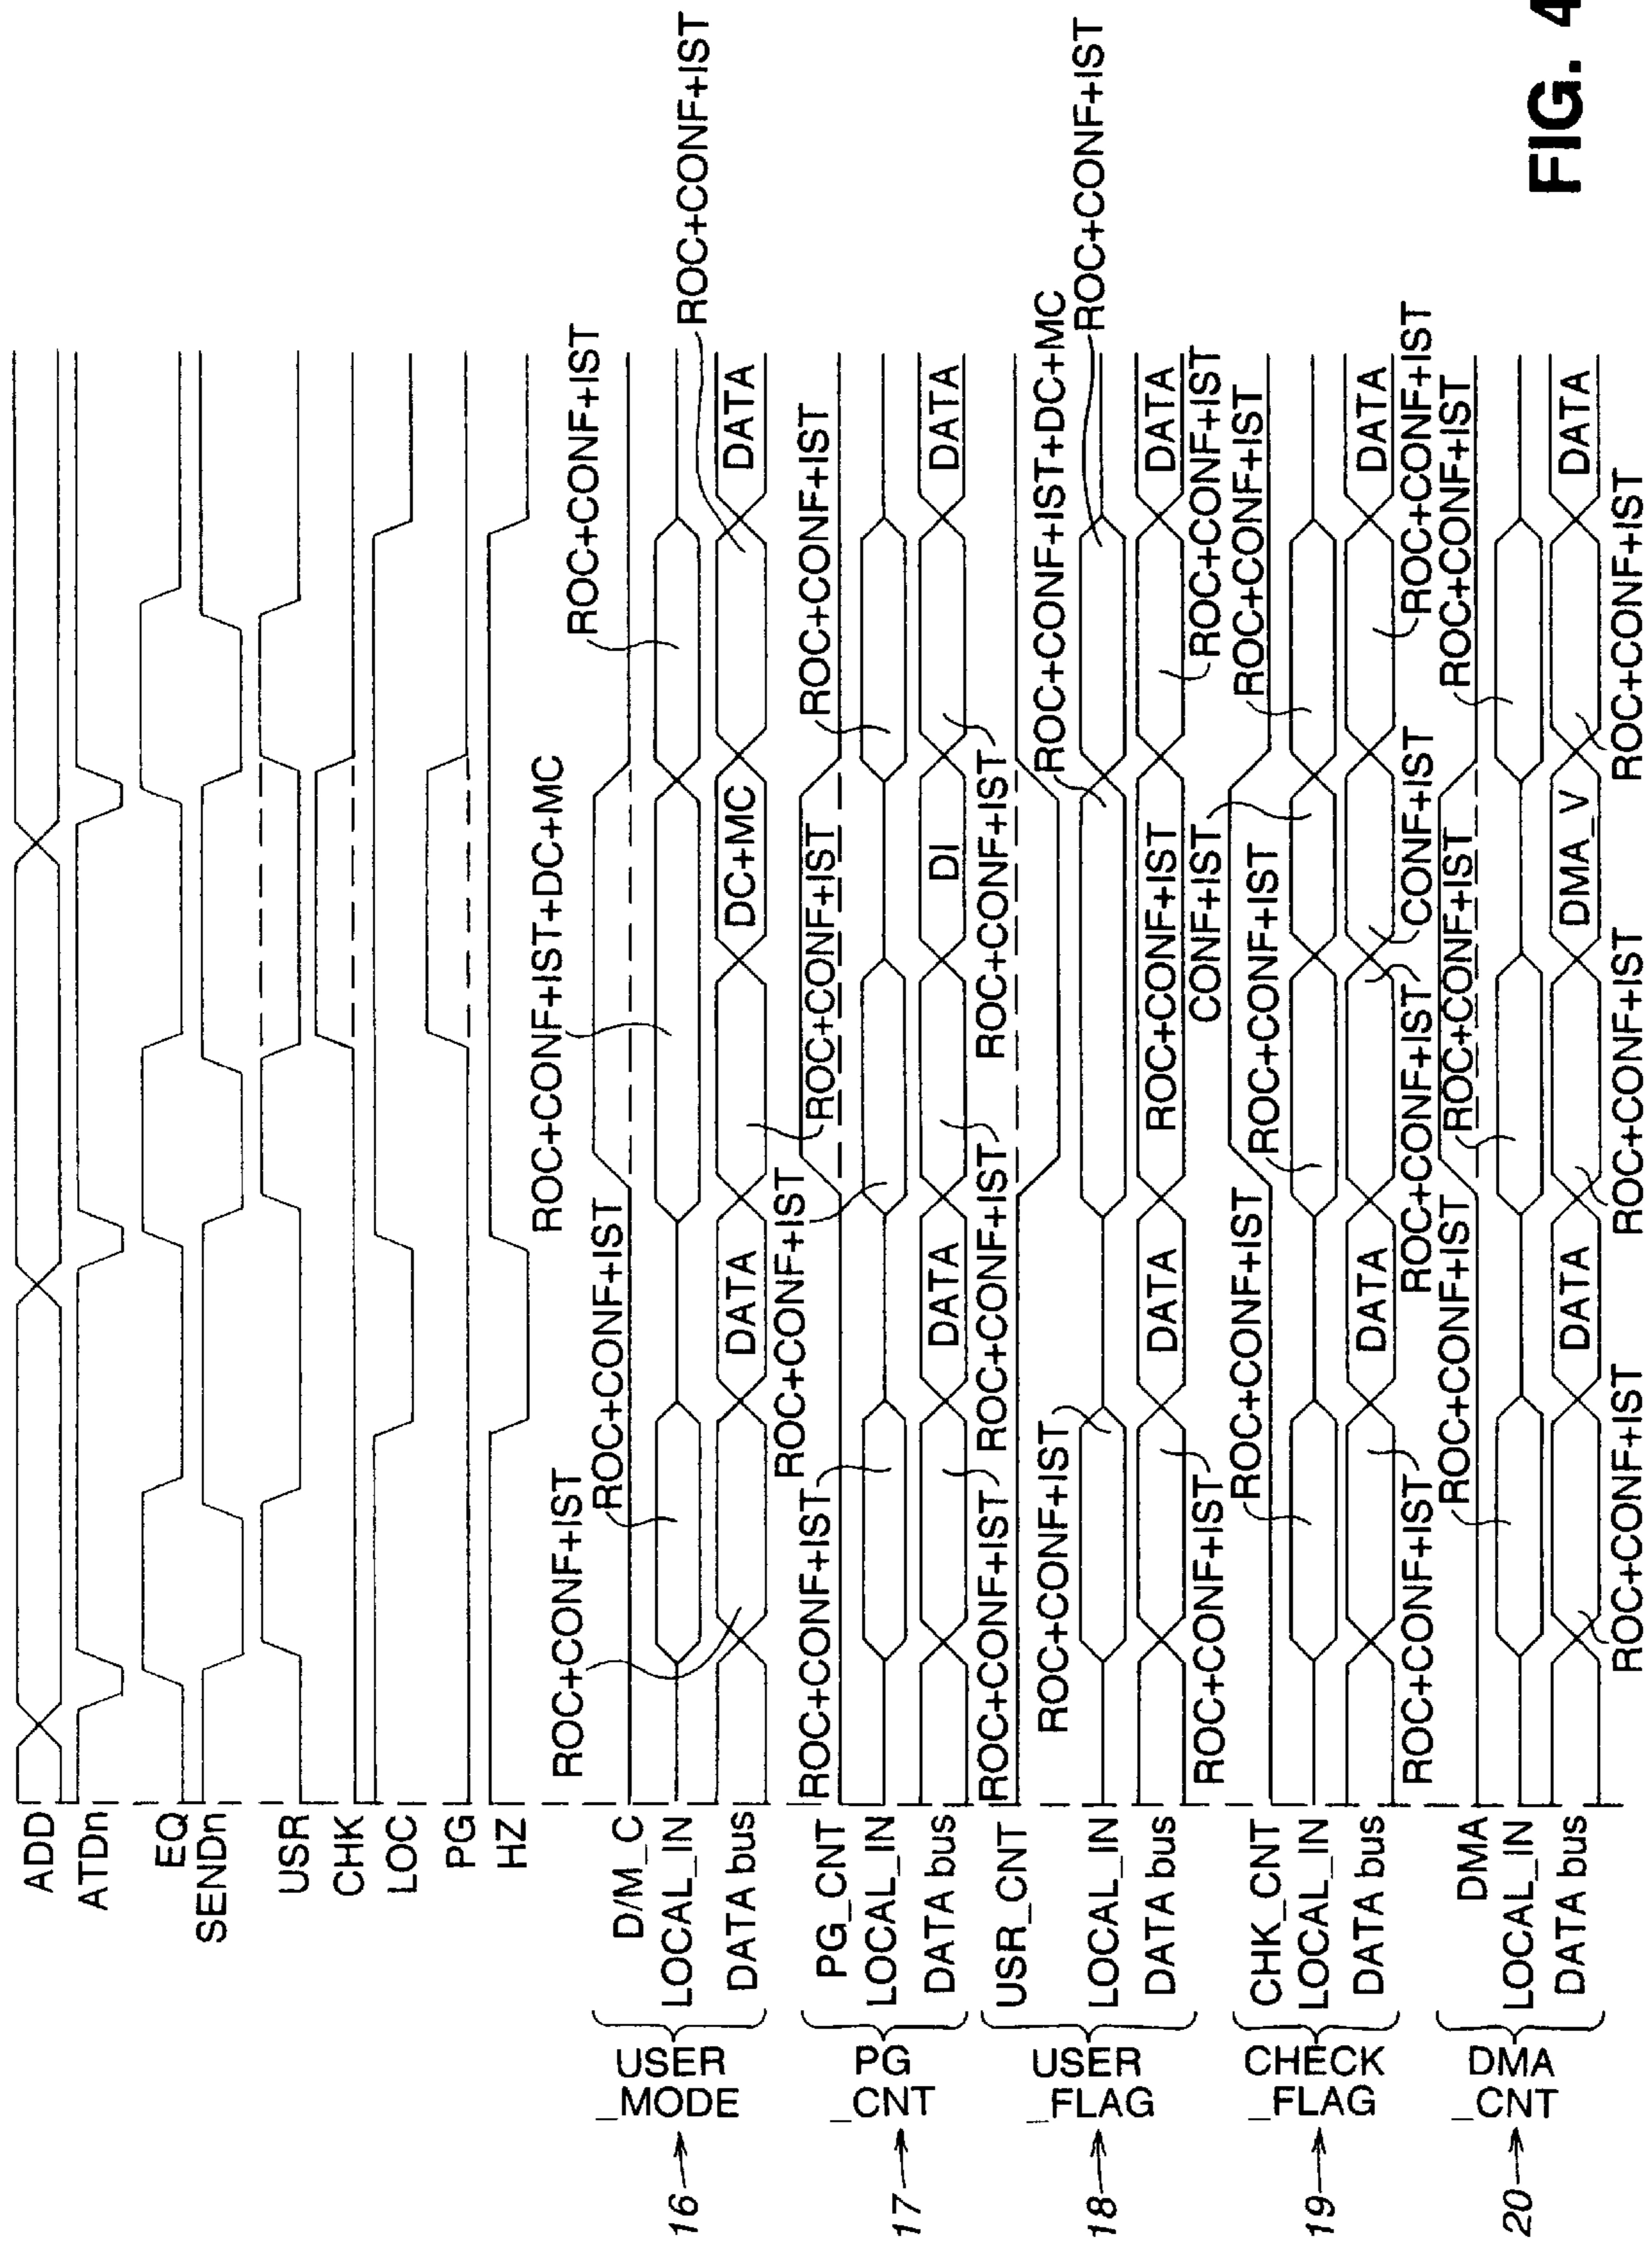 ADD
ATDn
EQ
SENDn
USR
CHK
LOC
PG
HZ
16
USER
_MODE
D/M_C
LOCAL_IN
DATA bus
ROC+CONF+IST
ROC+CONF+IST
ROC+CONF+IST+DC+MC
ROC+CONF+IST
ROC+CONF+IST
DATA
ROC+CONF+IST
DC+MC
DATA
17
PG
_CNT
PG_CNT
LOCAL_IN
DATA bus
ROC+CONF+IST
ROC+CONF+IST
ROC+CONF+IST
ROC+CONF+IST
ROC+CONF+IST
DATA
ROC+CONF+IST
DI
ROC+CONF+IST
DATA
18
USER
_FLAG
USR_CNT
LOCAL_IN
DATA bus
ROC+CONF+IST
ROC+CONF+IST
ROC+CONF+IST+DC+MC
ROC+CONF+IST
ROC+CONF+IST
DATA
ROC+CONF+IST
ROC+CONF+IST
DATA
19
CHECK
_FLAG
CHK_CNT
LOCAL_IN
DATA bus
ROC+CONF+IST
ROC+CONF+IST
CONF+IST
ROC+CONF+IST
ROC+CONF+IST
DATA
ROC+CONF+IST
CONF+IST
ROC+CONF+IST
DATA
20
DMA
_CNT
DMA
LOCAL_IN
DATA bus
ROC+CONF+IST
ROC+CONF+IST
ROC+CONF+IST
DATA
DMA_V
DATA
ROC+CONF+IST
ROC+CONF+IST
ROC+CONF+IST
FIG. 4